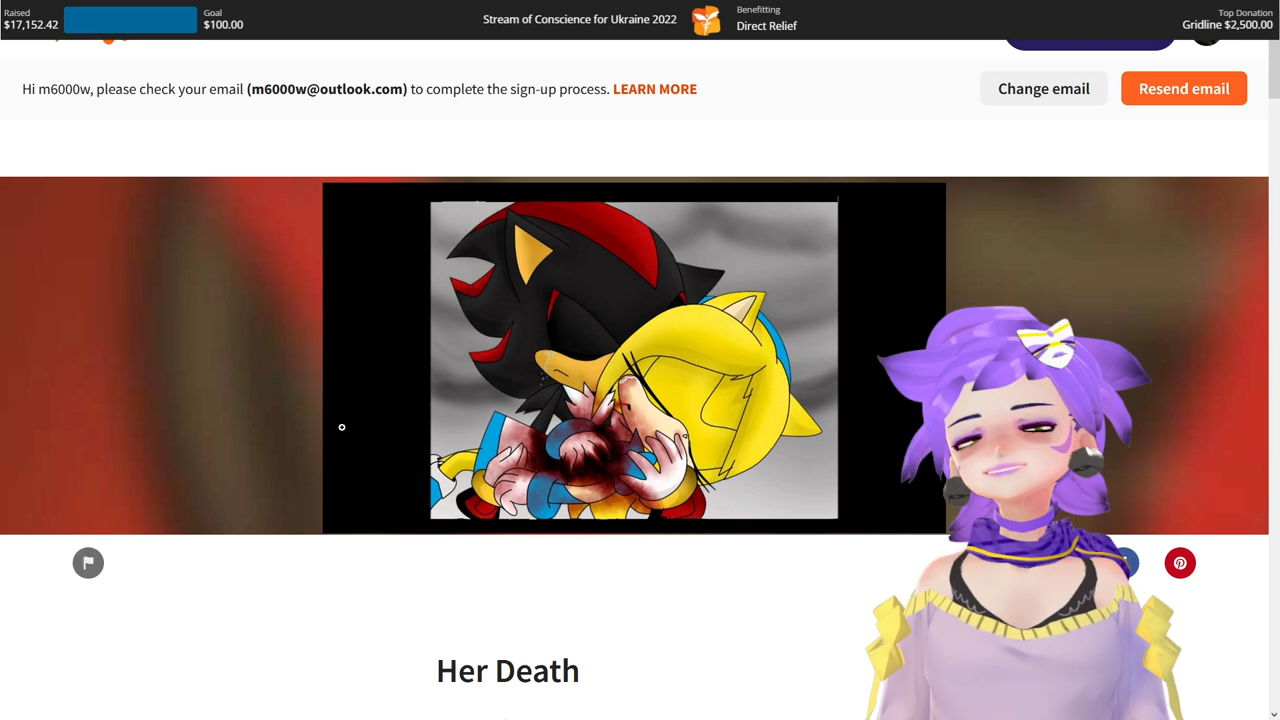 Raised
$17,152.42
Goal
$100.00
Stream of Conscience for Ukraine 2022
Benefitting
Direct Relief
Top Donation
Gridline $2,500.00
Hi m6000w, please check your email (m6000w@outlook.com) to complete the sign-up process. LEARN MORE
Change email
Resend email
Her Death